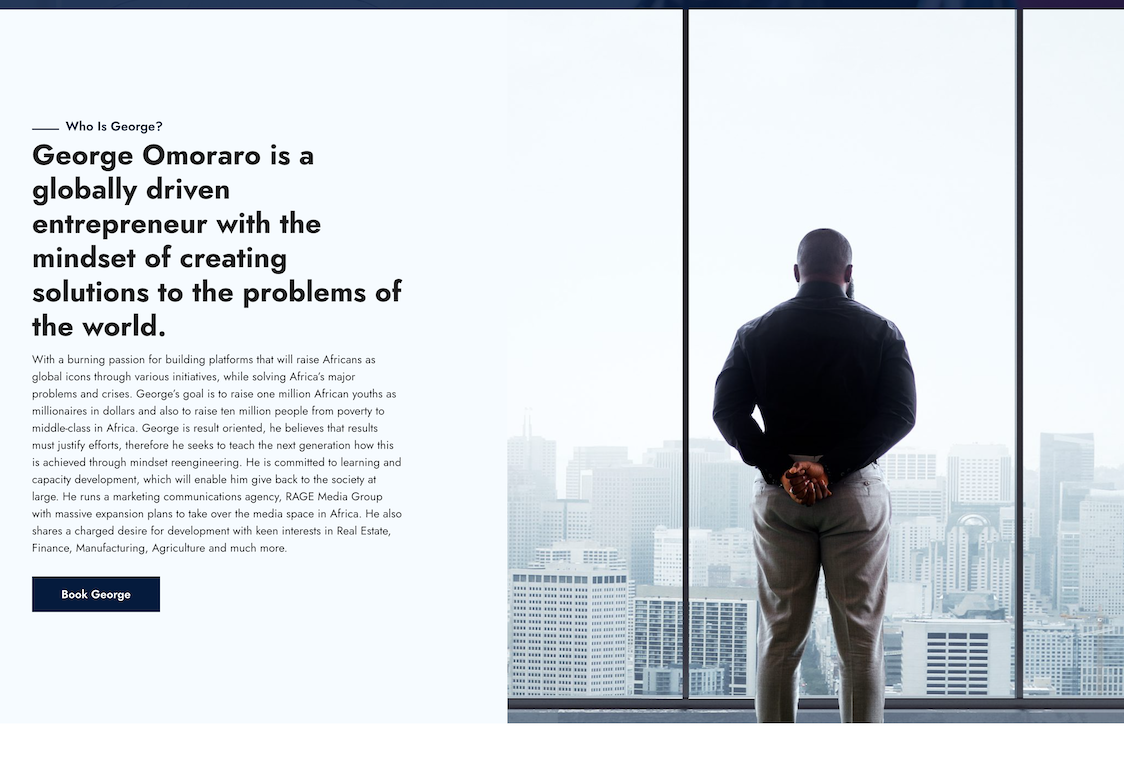 Who Is George?
George Omoraro is a
globally driven
entrepreneur with the
mindset of creating
solutions to the problems of
the world.
With a burning passion for building platforms that will raise Africans as
global icons through various initiatives, while solving Africa’s major
problems and crises. George’s goal is to raise one million African youths as
millionaires in dollars and also to raise ten million people from poverty to
middle-class in Africa. George is result oriented, he believes that results
must justify efforts, therefore he seeks to teach the next generation how this
is achieved through mindset reengineering. He is committed to learning and
capacity development, which will enable him give back to the society at
large. He runs a marketing communications agency, RAGE Media Group
with massive expansion plans to take over the media space in Africa. He also
shares a charged desire for development with keen interests in Real Estate,
Finance, Manufacturing, Agriculture and much more.
Book George